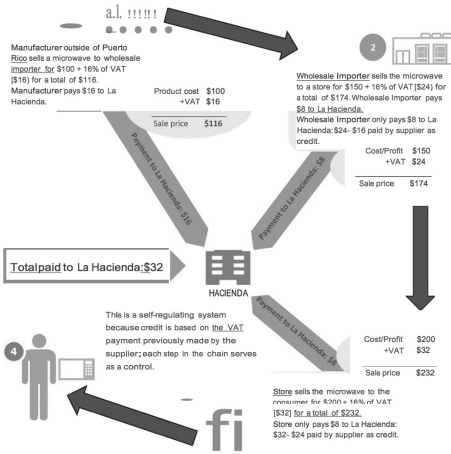 a.l. !!!!!!
Manufacturer outside of Puerto
Rico sells a microwave to wholesale
importer for $100 + 16% of VAT
[$16) for a total of $116.
Manufacturer pays $16 to La
Hacienda.
Product cost $100
+VAT $16
Sale price $116
2
Wholesale Importer sells the microwave
to a store for $150 + 16% of VAT [$24) for
a total of $174. Wholesale Importer pays
$8 to La Hacienda.
Wholesale Importer only pays $8 to La
Hacienda: $24- $16 paid by supplier as
credit.
Cost/Profit $150
+VAT $24
Sale price $174
Payment to La Hacienda: $16
Payment to La Hacienda: $8
Total paid to La Hacienda: $32
HACIENDA
Payment to La Hacienda: $8
This is a self-regulating system
because credit is based on the VAT
payment previously made by the
supplier; each step in the chain serves
as a control.
4
Cost/Profit $200
+VAT $32
Sale price $232
Store sells the microwave to the
consumer for $200 + 16% of VAT
[$32] for a total of $232.
Store only pays $8 to La Hacienda:
$32- $24 paid by supplier as credit.
fi